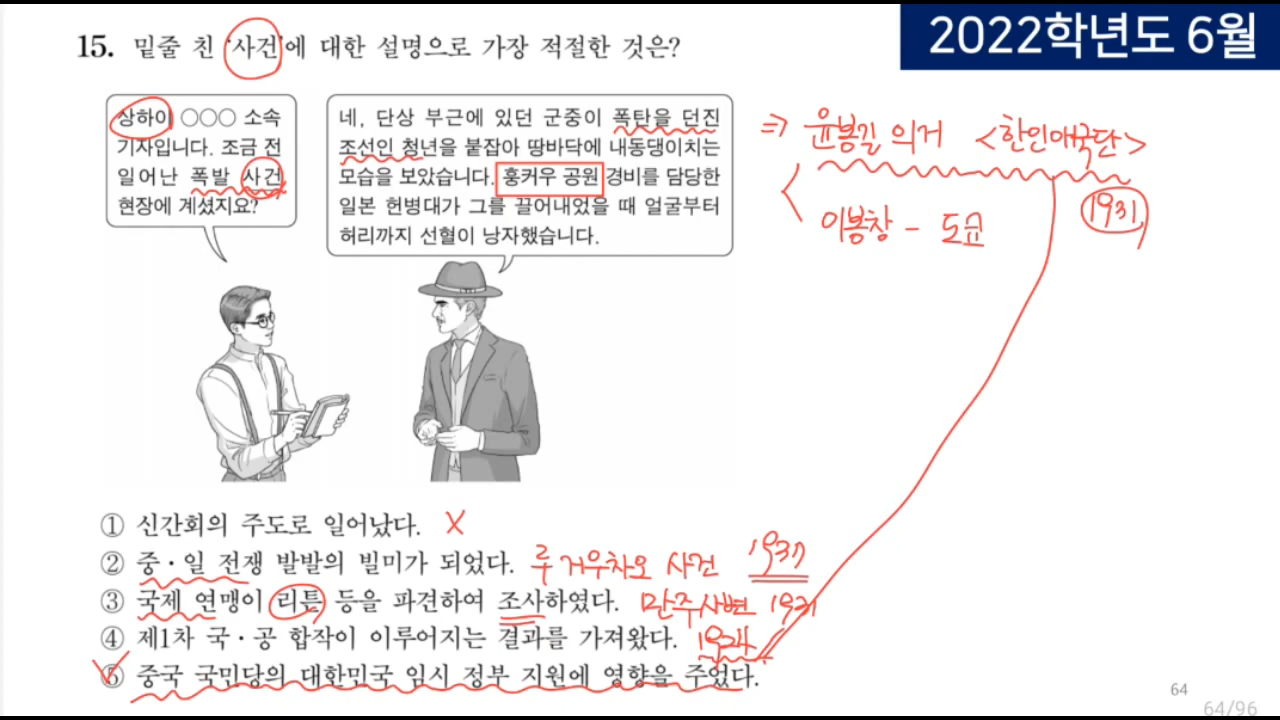 2022학년도 6월
15. 밑줄 친 '사건'에 대한 설명으로 가장 적절한 것은?
상하이 ○○○ 소속
기자입니다. 조금 전
일어난 폭발 사건
현장에 계셨지요?
네, 단상 부근에 있던 군중이 폭탄을 던진
조선인 청년을 붙잡아 땅바닥에 내동댕이치는
모습을 보았습니다. 훙커우 공원 경비를 담당한
일본 헌병대가 그를 끌어내었을 때 얼굴부터
허리까지 선혈이 낭자했습니다.
⇒ 윤봉길 의거 <한인애국단>
1931
이봉창 - 도쿄
① 신간회의 주도로 일어났다. X
② 중·일 전쟁 발발의 빌미가 되었다. 루거우차오 사건 1937
③ 국제 연맹이 리튼 등을 파견하여 조사하였다. 만주사변 1931
④ 제1차 국·공 합작이 이루어지는 결과를 가져왔다. 1924
⑤ 중국 국민당의 대한민국 임시 정부 지원에 영향을 주었다.
64
64/96